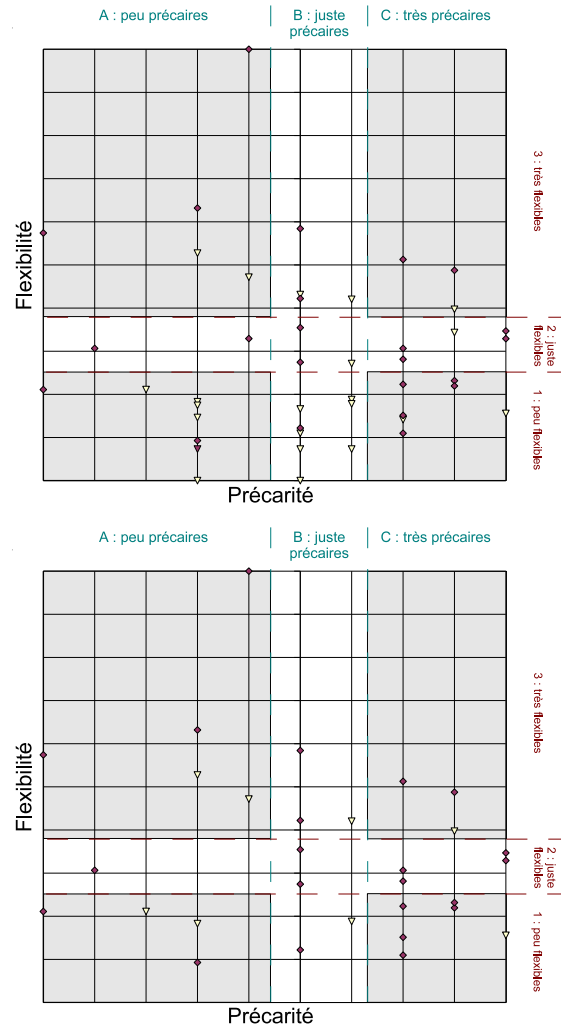 A : peu précaires
B : juste
précaires
C : très précaires
Flexibilité
3 : très flexibles
2 : juste
flexibles
1 : peu flexibles
Précarité
A : peu précaires
B : juste
précaires
C : très précaires
Flexibilité
3 : très flexibles
2 : juste
flexibles
1 : peu flexibles
Précarité